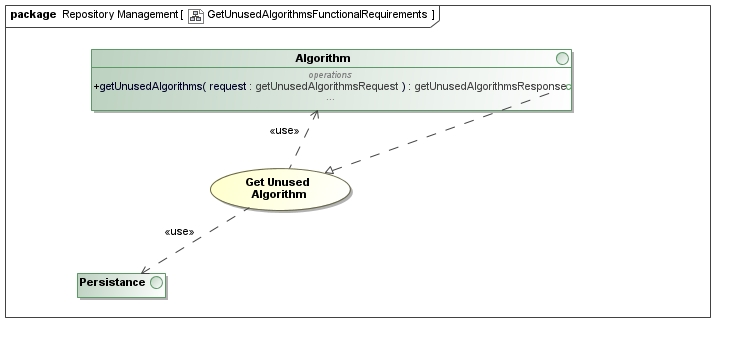 package Repository Management[ GetUnusedAlgorithmsFunctionalRequirements ]
Algorithm
operations
+getUnusedAlgorithms( request : getUnusedAlgorithmsRequest ) : getUnusedAlgorithmsResponse
...
«use»
Get Unused
Algorithm
«use»
Persistance